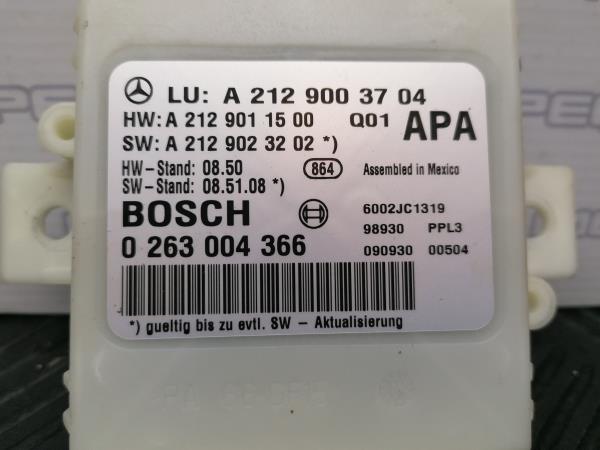 LU: A 212 900 37 04
HW: A 212 901 15 00 Q01 APA
SW: A 212 902 32 02 *)
HW-Stand: 08.50 864 Assembled in Mexico
SW-Stand: 08.51.08 *)
BOSCH 6002JC1319
98930 PPL3
0 263 004 366 090930 00504
*) gueltig bis zu evtl. SW - Aktualisierung